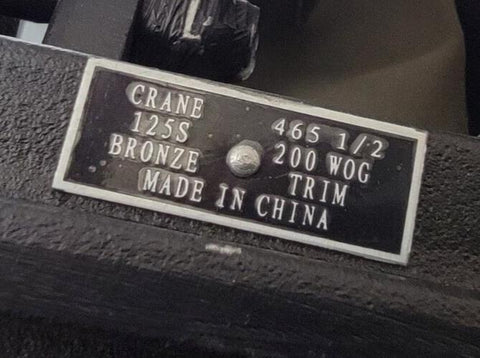 CRANE 465 1/2
125S 200 WOG
BRONZE TRIM
MADE IN CHINA